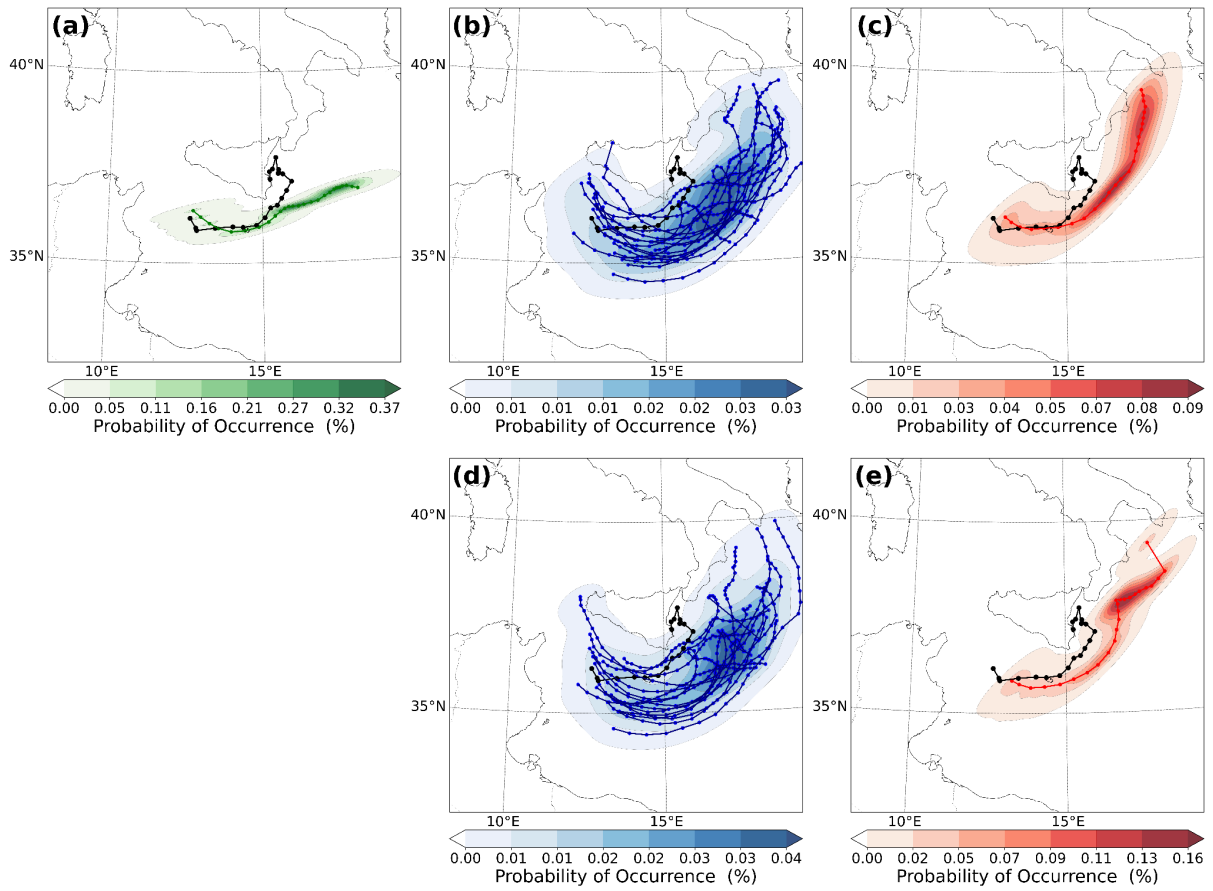 (a)
(b)
(c)
40°N
40°N
40°N
35°N
35°N
35°N
10°E 15°E
10°E 15°E
10°E 15°E
0.00 0.05 0.11 0.16 0.21 0.27 0.32 0.37
Probability of Occurrence (%)
0.00 0.01 0.01 0.01 0.02 0.02 0.03 0.03
Probability of Occurrence (%)
0.00 0.01 0.03 0.04 0.05 0.07 0.08 0.09
Probability of Occurrence (%)
(d)
(e)
40°N
40°N
35°N
35°N
10°E 15°E
10°E 15°E
0.00 0.01 0.01 0.02 0.02 0.03 0.03 0.04
Probability of Occurrence (%)
0.00 0.02 0.05 0.07 0.09 0.11 0.13 0.16
Probability of Occurrence (%)